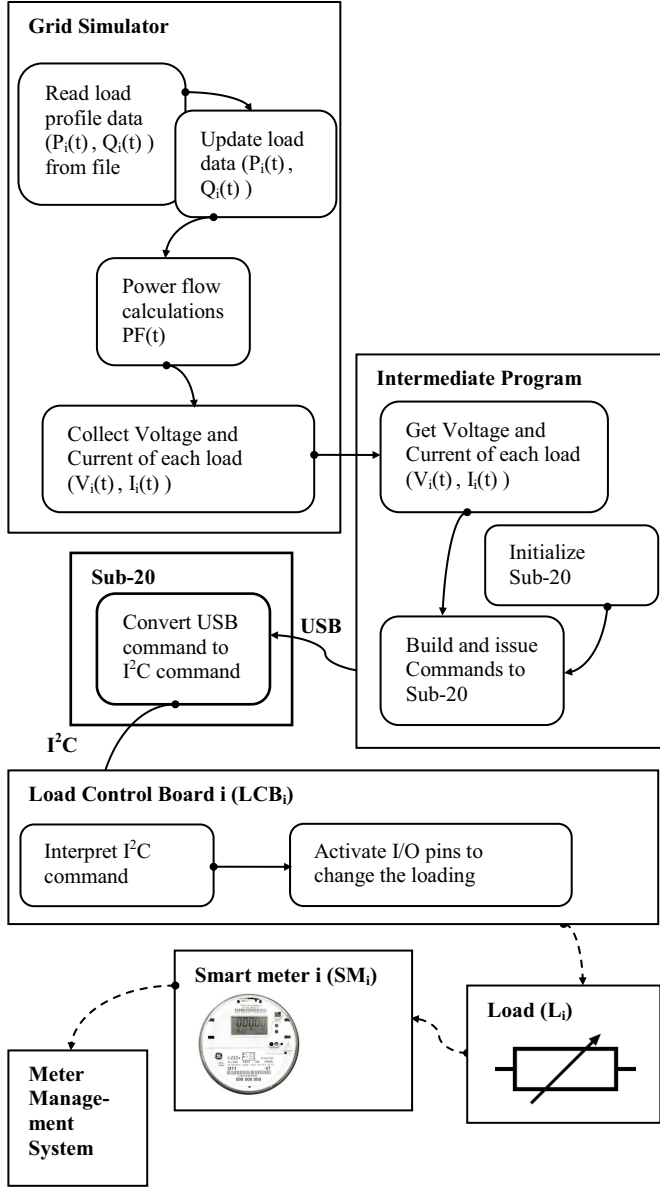 Grid Simulator
Read load
profile data
(Pi(t) , Qi(t) )
from file
Update load
data (Pi(t) ,
Qi(t) )
Power flow
calculations
PF(t)
Collect Voltage and
Current of each load
(Vi(t) , Ii(t) )
Intermediate Program
Get Voltage and
Current of each load
(Vi(t) , Ii(t) )
Initialize
Sub-20
Build and issue
Commands to
Sub-20
USB
Sub-20
Convert USB
command to
I²C command
I²C
Load Control Board i (LCBi)
Interpret I²C
command
Activate I/O pins to
change the loading
Load (Li)
Smart meter i (SMi)
Meter
Manage-
ment
System